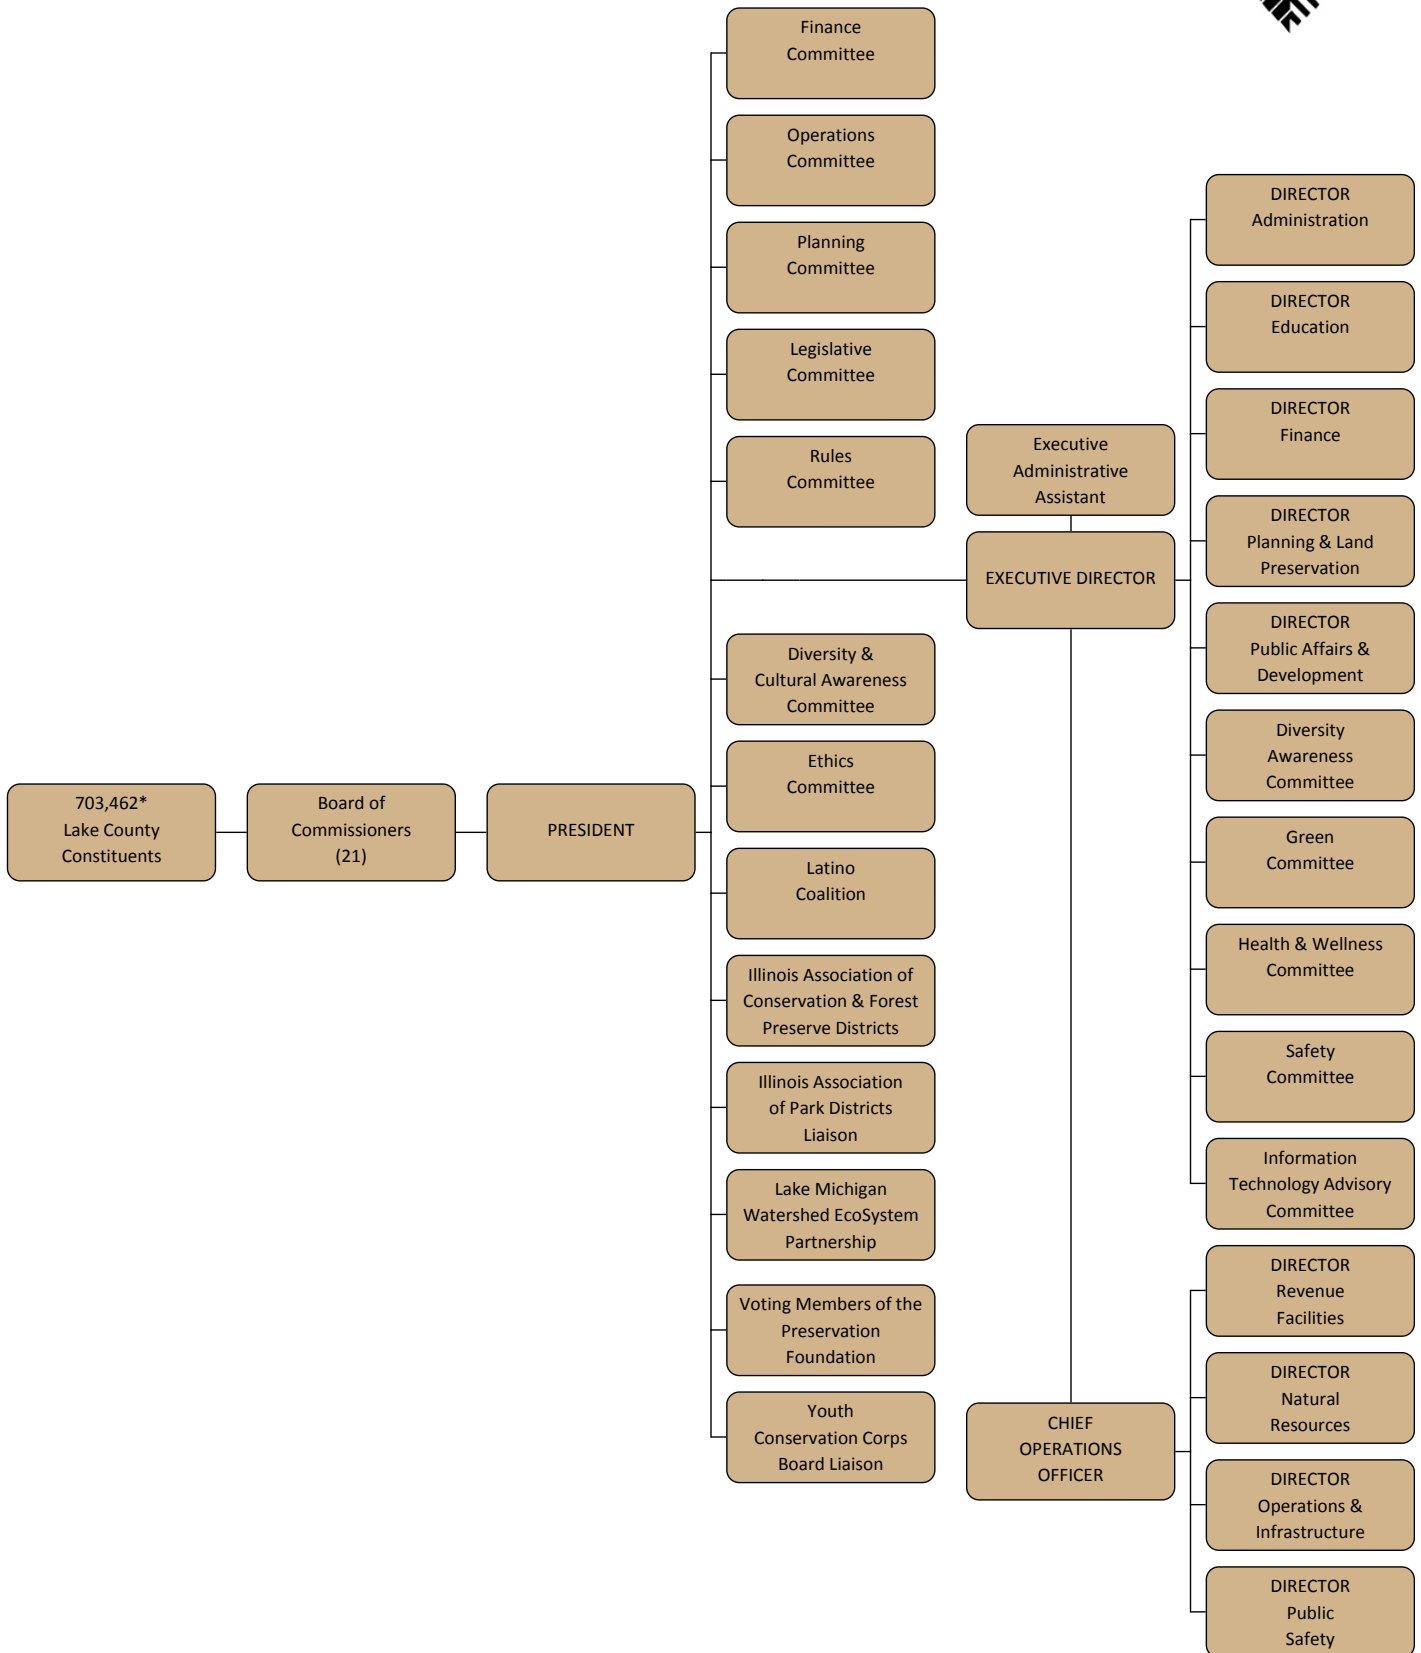 Finance
Committee
Operations
Committee
Planning
Committee
Legislative
Committee
Rules
Committee
Diversity &
Cultural Awareness
Committee
Ethics
Committee
Latino
Coalition
Illinois Association of
Conservation & Forest
Preserve Districts
Illinois Association
of Park Districts
Liaison
Lake Michigan
Watershed EcoSystem
Partnership
Voting Members of the
Preservation
Foundation
Youth
Conservation Corps
Board Liaison
703,462*
Lake County
Constituents
Board of
Commissioners
(21)
PRESIDENT
Executive
Administrative
Assistant
EXECUTIVE DIRECTOR
CHIEF
OPERATIONS
OFFICER
DIRECTOR
Administration
DIRECTOR
Education
DIRECTOR
Finance
DIRECTOR
Planning & Land
Preservation
DIRECTOR
Public Affairs &
Development
Diversity
Awareness
Committee
Green
Committee
Health & Wellness
Committee
Safety
Committee
Information
Technology Advisory
Committee
DIRECTOR
Revenue
Facilities
DIRECTOR
Natural
Resources
DIRECTOR
Operations &
Infrastructure
DIRECTOR
Public
Safety